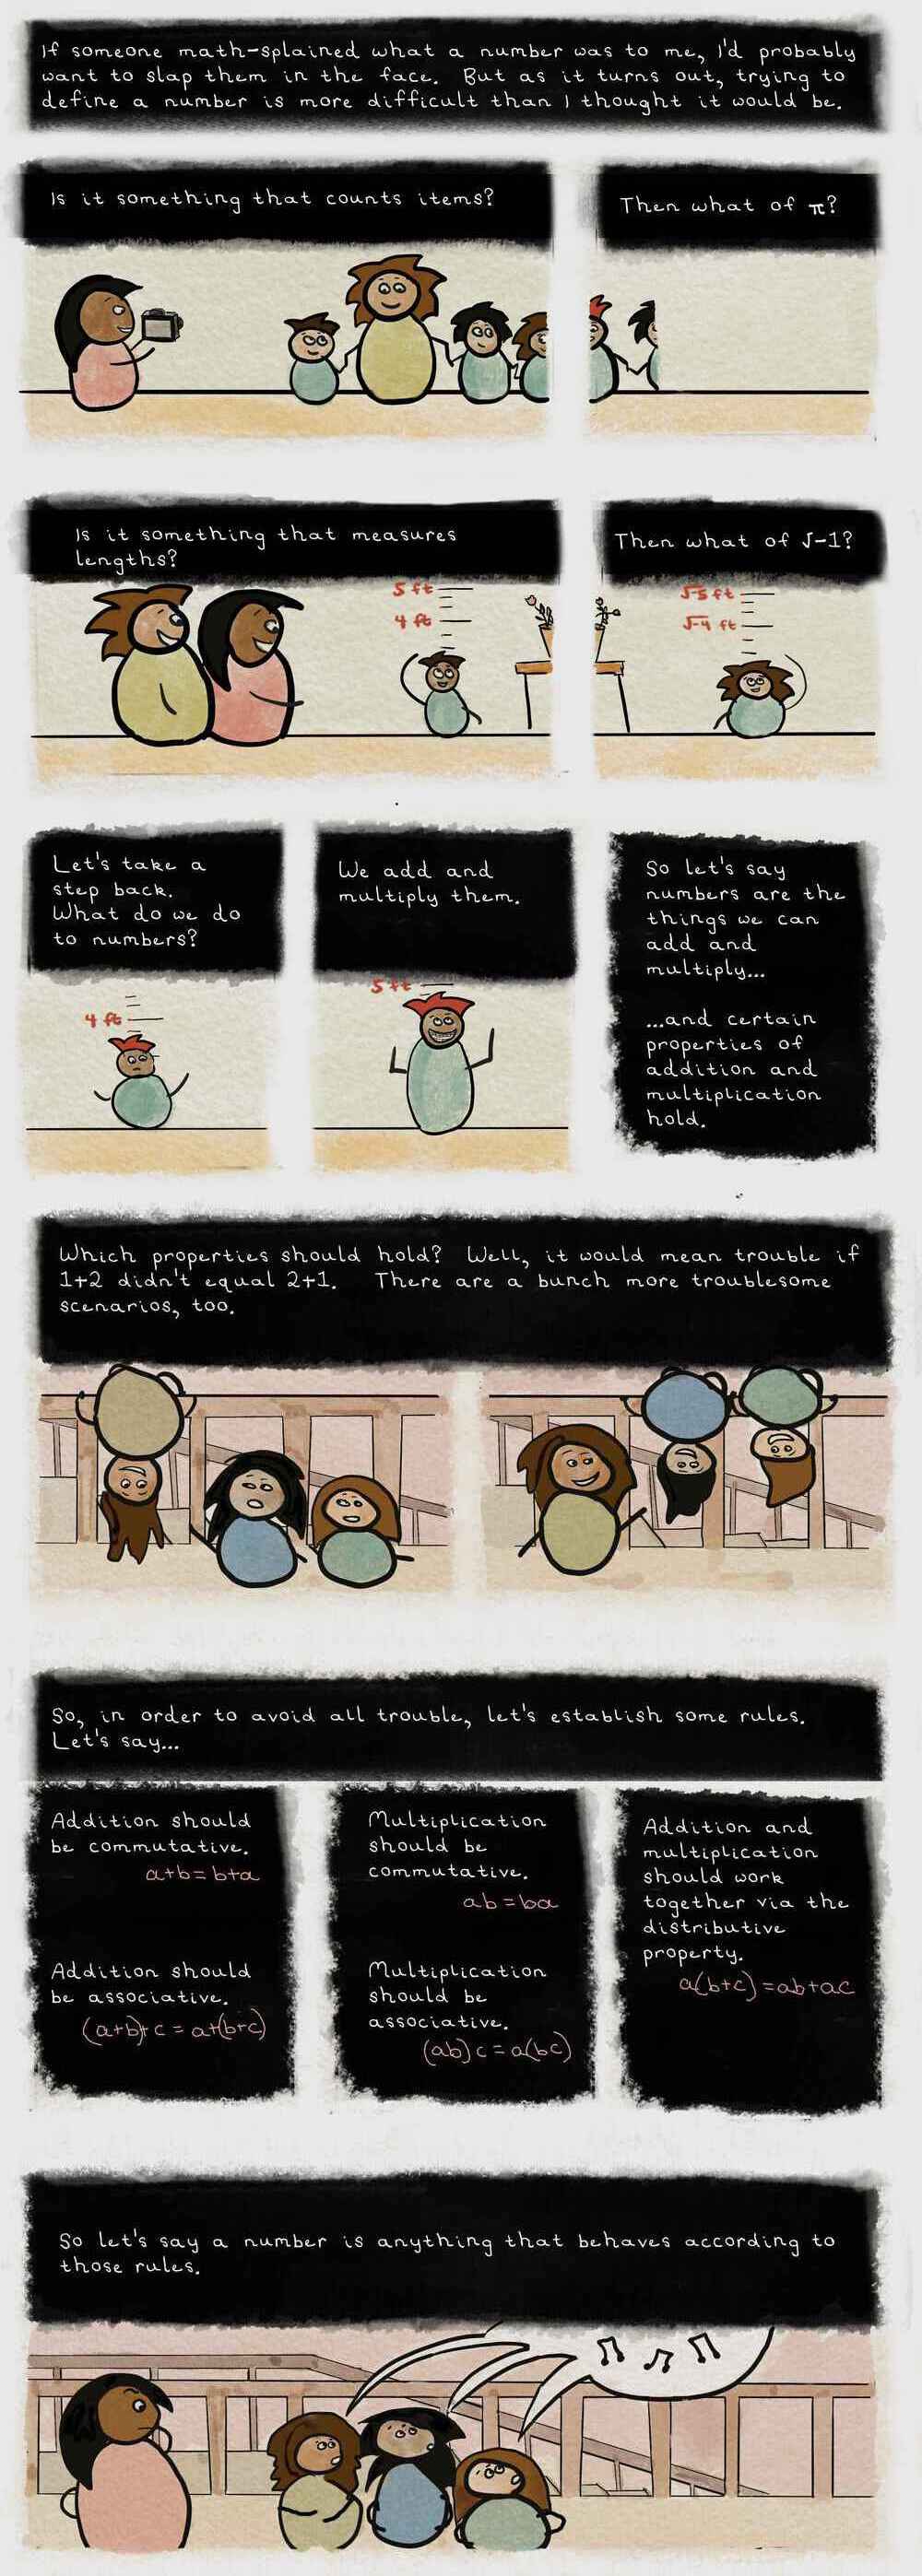 If someone math-splained what a number was to me, I'd probably
want to slap them in the face. But as it turns out, trying to
define a number is more difficult than I thought it would be.
Is it something that counts items?
Then what of π?
Is it something that measures
lengths?
5 ft
4 ft
Then what of √-1?
√-5 ft
√-4 ft
Let's take a
step back.
What do we do
to numbers?
4 ft
We add and
multiply them.
5 ft
So let's say
numbers are the
things we can
add and
multiply...
...and certain
properties of
addition and
multiplication
hold.
Which properties should hold? Well, it would mean trouble if
1+2 didn't equal 2+1. There are a bunch more troublesome
scenarios, too.
So, in order to avoid all trouble, let's establish some rules.
Let's say...
Addition should
be commutative.
a+b=b+a
Addition should
be associative.
(a+b)+c = a+(b+c)
Multiplication
should be
commutative.
ab=ba
Multiplication
should be
associative.
(ab)c=a(bc)
Addition and
multiplication
should work
together via the
distributive
property.
a(b+c)=ab+ac
So let's say a number is anything that behaves according to
those rules.